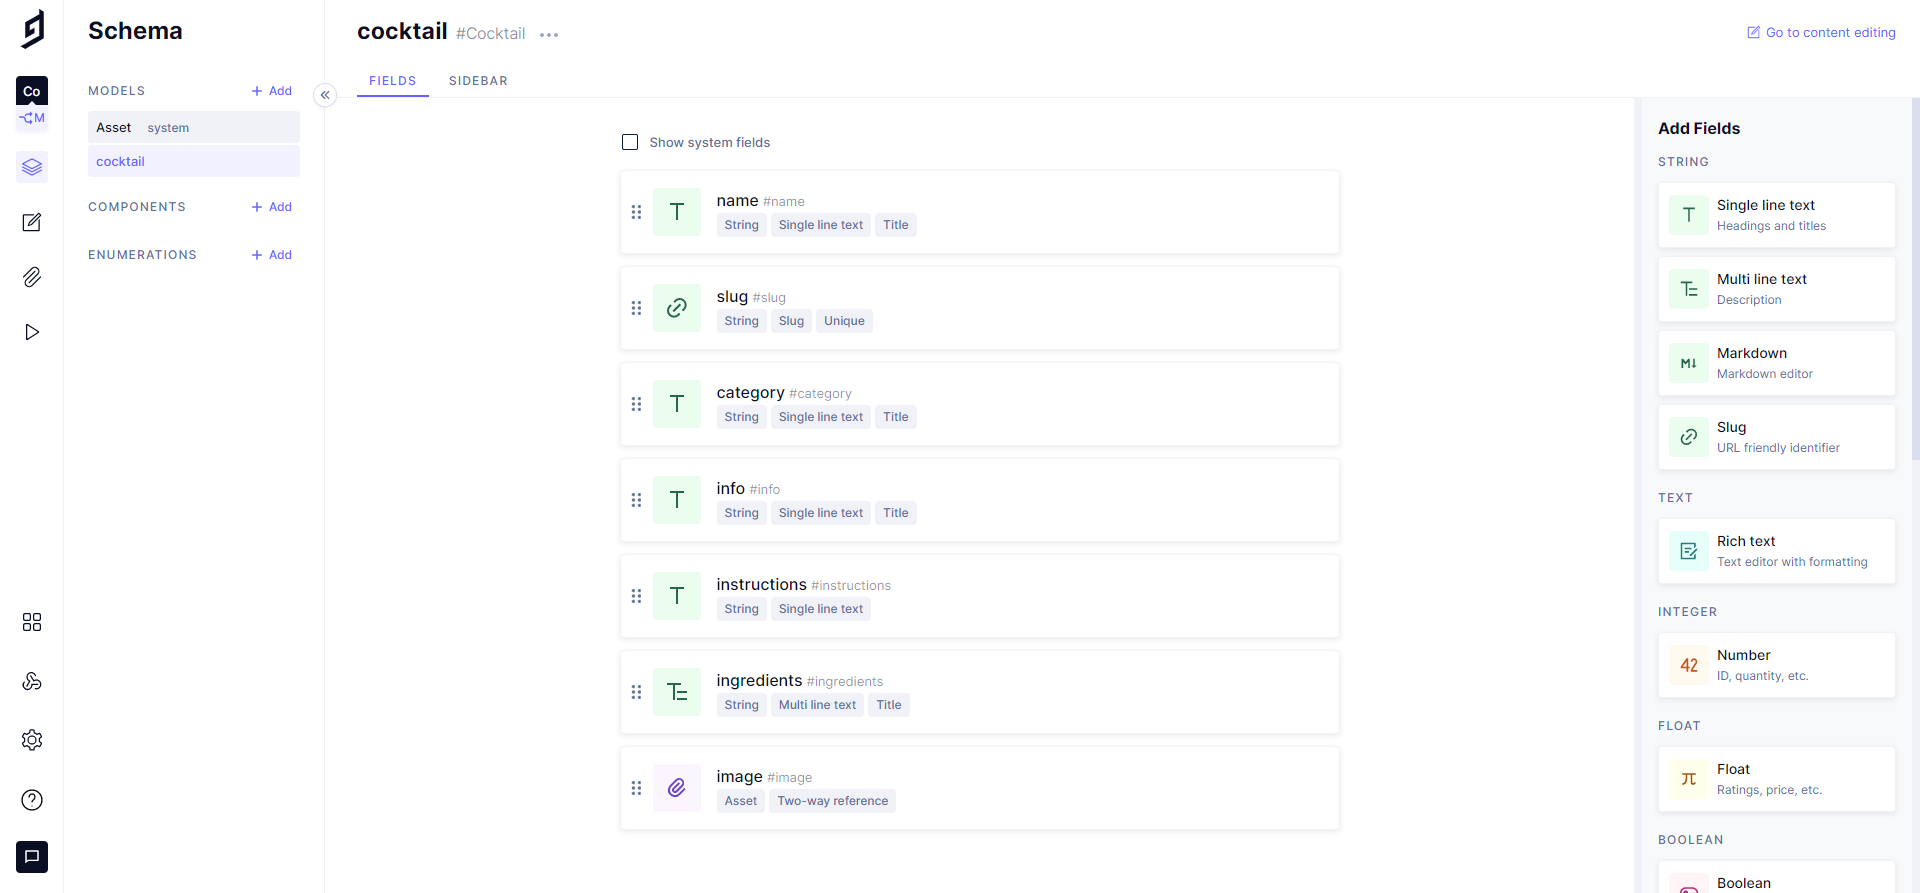 Co
M
Schema
MODELS
Add
Asset system
cocktail
COMPONENTS
Add
ENUMERATIONS
Add
cocktail #Cocktail
Go to content editing
FIELDS
SIDEBAR
Show system fields
name #name
String Single line text Title
slug #slug
String Slug Unique
category #category
String Single line text Title
info #info
String Single line text Title
instructions #instructions
String Single line text
ingredients #ingredients
String Multi line text Title
image #image
Asset Two-way reference
Add Fields
STRING
T
Single line text
Headings and titles
Multi line text
Description
M↓
Markdown
Markdown editor
Slug
URL friendly identifier
TEXT
Rich text
Text editor with formatting
INTEGER
42
Number
ID, quantity, etc.
FLOAT
π
Float
Ratings, price, etc.
BOOLEAN
Boolean